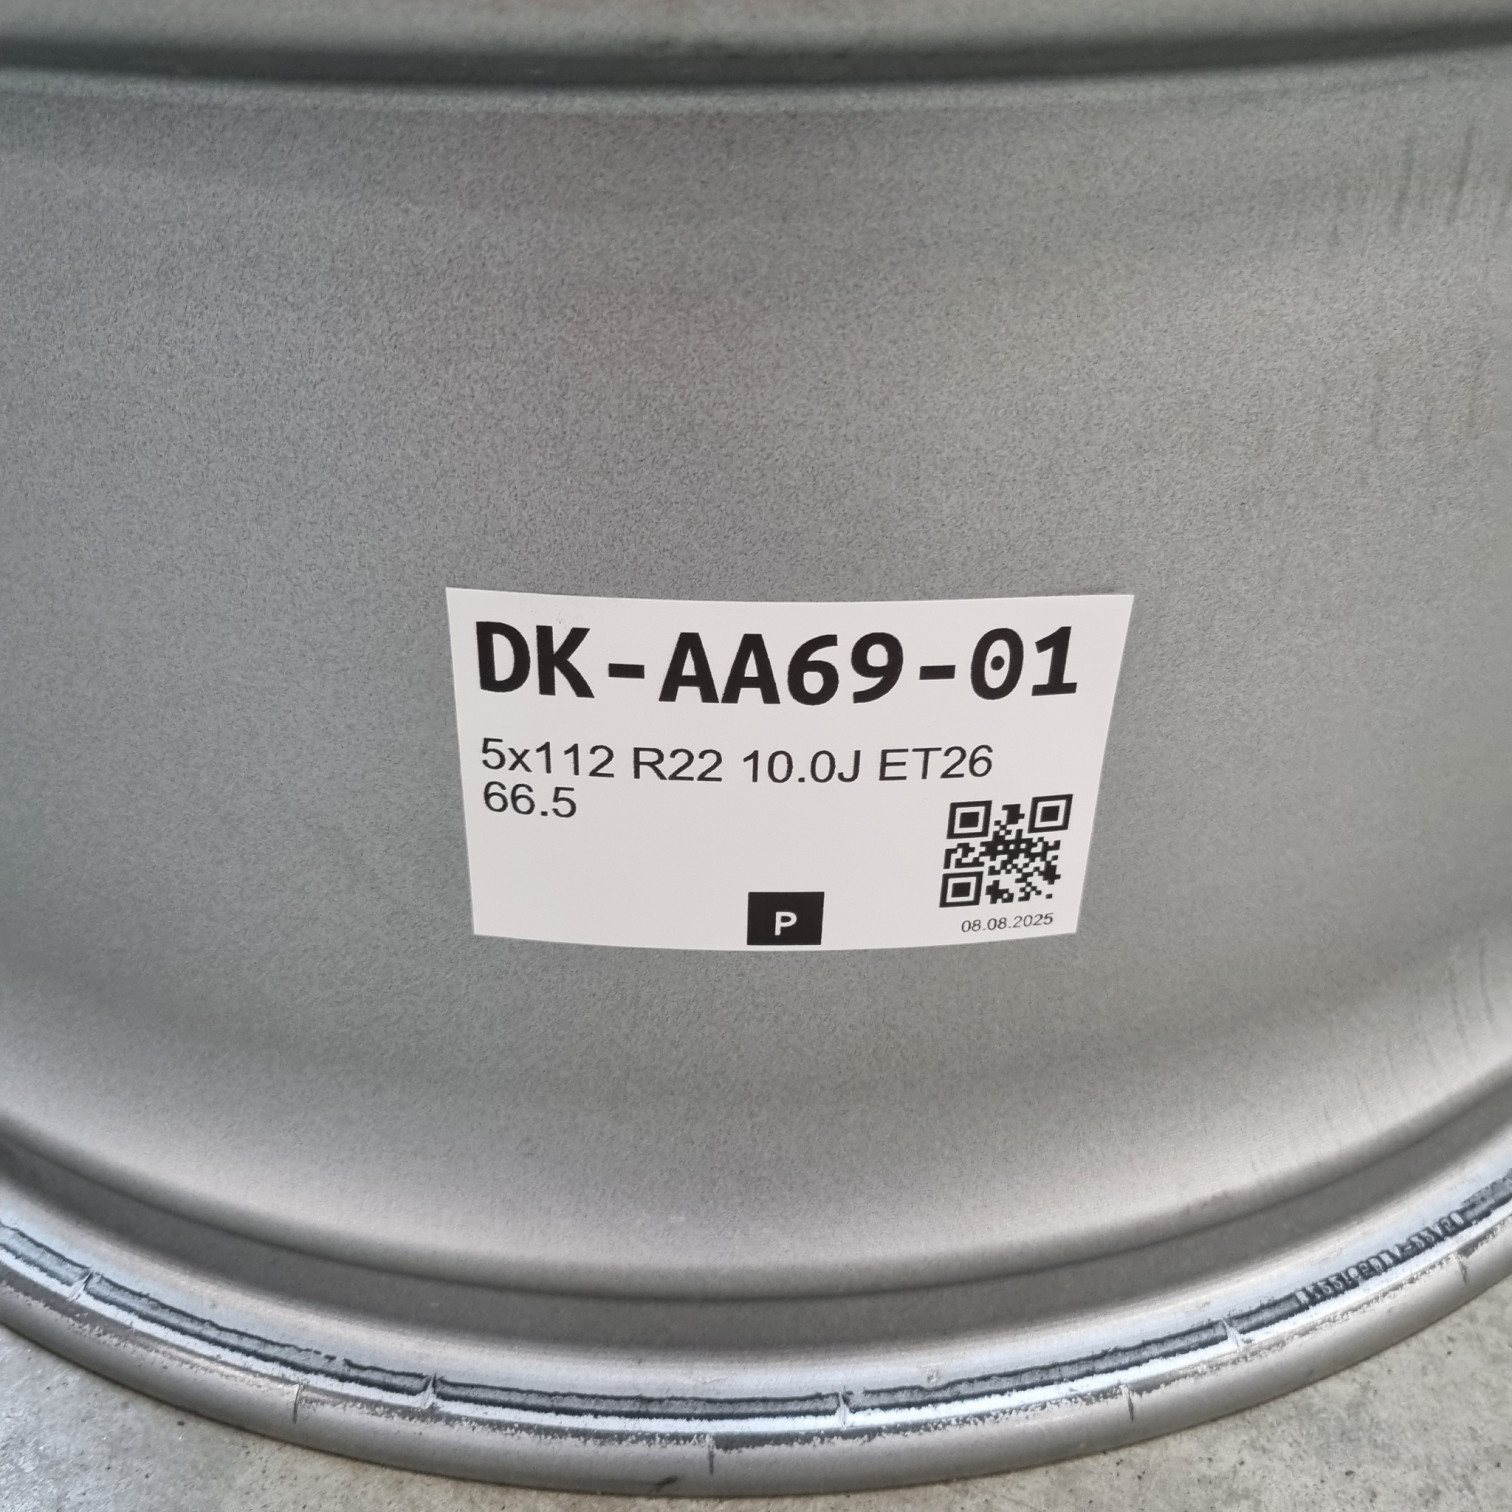 DK-AA69-01
5x112 R22 10.0J ET26
66.5
P
08.08.2025